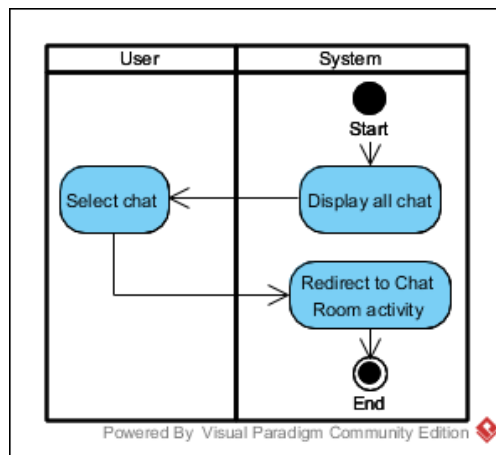 User
System
Start
Select chat
Display all chat
Redirect to Chat
Room activity
End
Powered By Visual Paradigm Community Edition